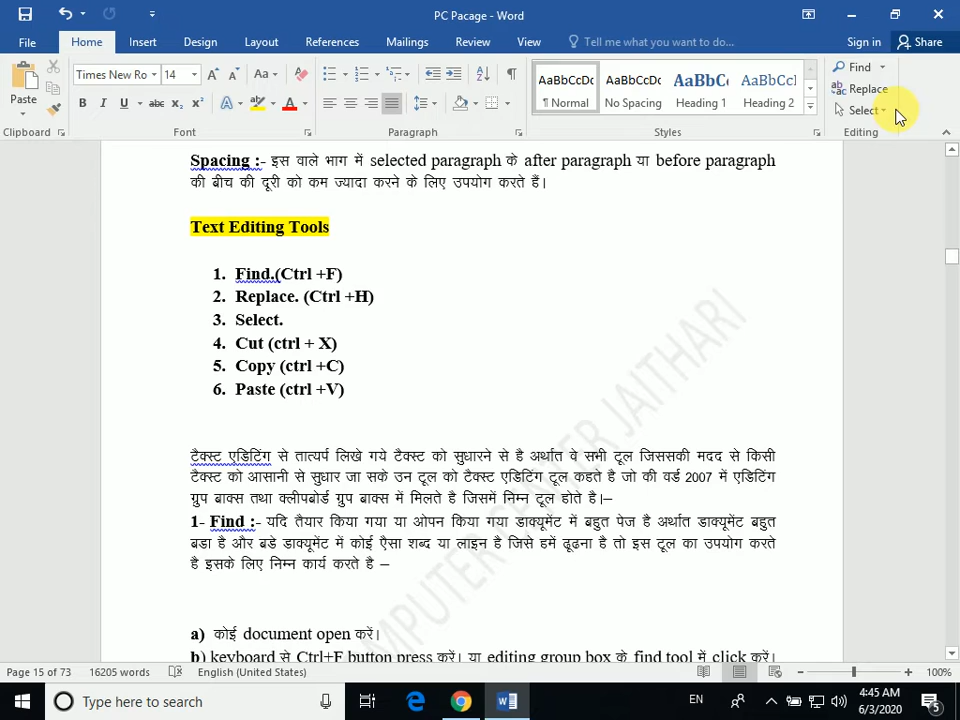 PC Pacage - Word
File Home Insert Design Layout References Mailings Review View Tell me what you want to do... Sign in Share
Paste Times New Ro 14 Aa AaBbCcDc AaBbCcDc AaBbC AaBbCc] Find
¶ Normal No Spacing Heading 1 Heading 2 Replace
Select
Clipboard Font Paragraph Styles Editing
Spacing :- इस वाले भाग में selected paragraph के after paragraph या before paragraph
की बीच की दूरी को कम ज्यादा करने के लिए उपयोग करते हैं।
Text Editing Tools
1. Find.(Ctrl +F)
2. Replace. (Ctrl +H)
3. Select.
4. Cut (ctrl + X)
5. Copy (ctrl +C)
6. Paste (ctrl +V)
टैक्स्ट एडिटिंग से तात्यर्प लिखे गये टैक्स्ट को सुधारने से है अर्थात वे सभी टूल जिससकी मदद से किसी
टैक्स्ट को आसानी से सुधार जा सके उन टूल को टैक्स्ट एडिटिंग टूल कहते है जो की वर्ड 2007 में एडिटिंग
ग्रुप बाक्स तथा क्लीपबोर्ड ग्रुप बाक्स में मिलते है जिसमें निम्न टूल होते है।–
1- Find :- यदि तैयार किया गया या ओपन किया गया डाक्यूमेंट में बहुत पेज है अर्थात डाक्यूमेंट बहुत
बडा है और बडे डाक्यूमेंट में कोई ऐसा शब्द या लाइन है जिसे हमें ढूढना है तो इस टूल का उपयोग करते
है इसके लिए निम्न कार्य करते है –
a) कोई document open करें।
b) keyboard से Ctrl+F button press करें। या editing group box के find tool में click करें।
COMPUTER CENTER JAITHARI
Page 15 of 73 16205 words English (United States) 100%
Type here to search EN 4:45 AM
6/3/2020 5